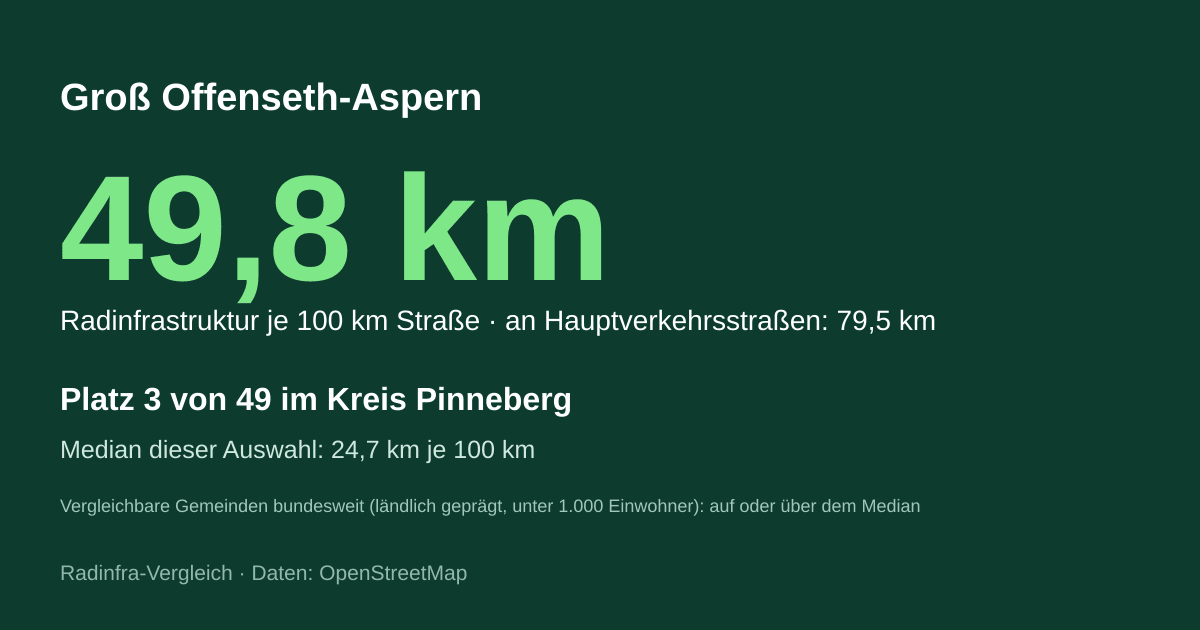 Groß Offenseth-Aspern
49,8 km
Radinfrastruktur je 100 km Straße · an Hauptverkehrsstraßen: 79,5 km
Platz 3 von 49 im Kreis Pinneberg
Median dieser Auswahl: 24,7 km je 100 km
Vergleichbare Gemeinden bundesweit (ländlich geprägt, unter 1.000 Einwohner): auf oder über dem Median
Radinfra-Vergleich · Daten: OpenStreetMap